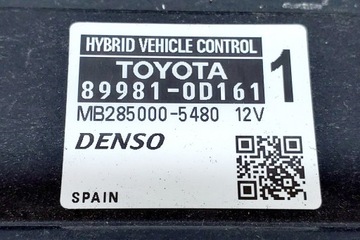 HYBRID VEHICLE CONTROL
TOYOTA 1
89981-0D161
MB285000-5480 12V
DENSO
SPAIN